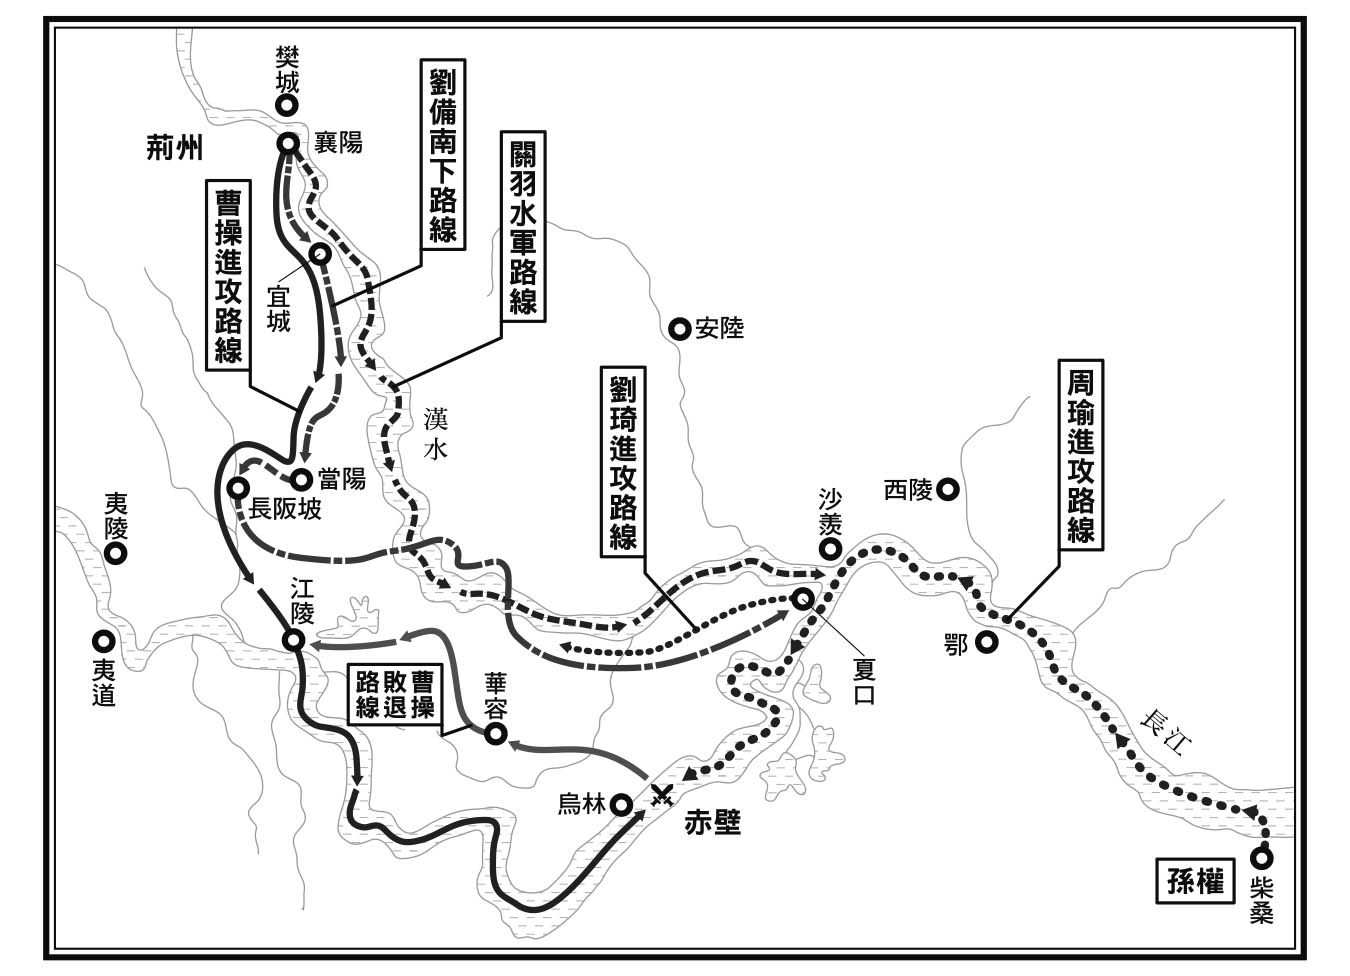 樊城
襄陽
荊州
曹操進攻路線
劉備南下路線
關羽水軍路線
宜城
安陸
漢水
當陽
長阪坡
劉琦進攻路線
周瑜進攻路線
西陵
沙羨
夷陵
江陵
夷道
鄂
夏口
曹操敗退路線
華容
長江
烏林
赤壁
孫權
柴桑